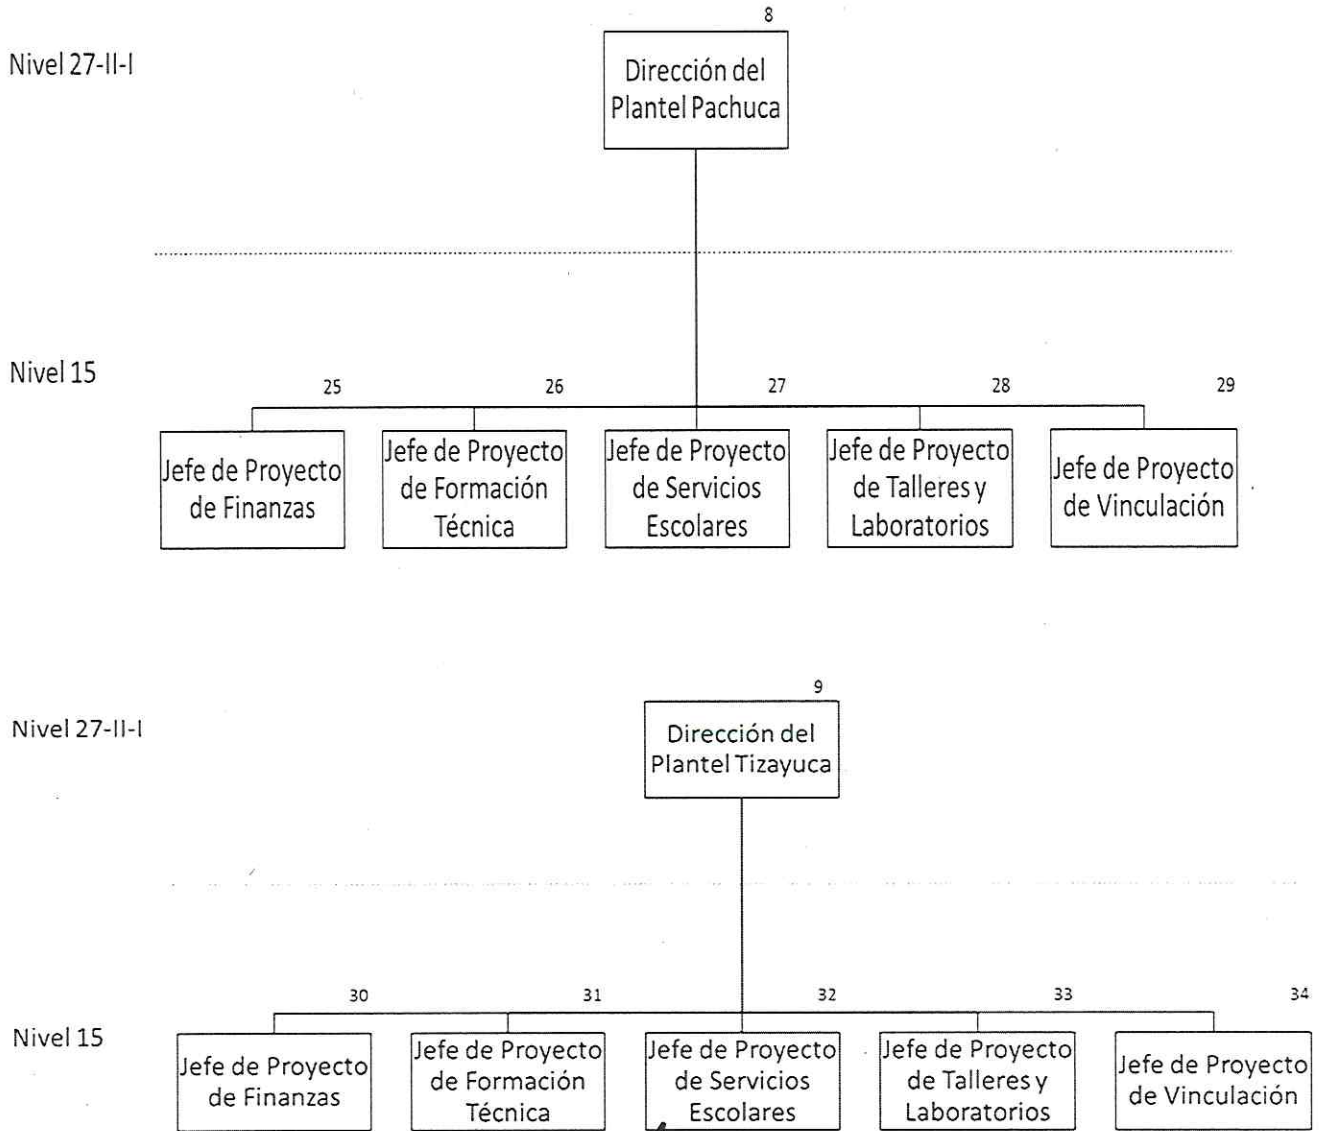 8
Nivel 27-II-I
Dirección del
Plantel Pachuca
Nivel 15
25
26
27
28
29
Jefe de Proyecto
de Finanzas
Jefe de Proyecto
de Formación
Técnica
Jefe de Proyecto
de Servicios
Escolares
Jefe de Proyecto
de Talleres y
Laboratorios
Jefe de Proyecto
de Vinculación
9
Nivel 27-II-I
Dirección del
Plantel Tizayuca
30
31
32
33
34
Nivel 15
Jefe de Proyecto
de Finanzas
Jefe de Proyecto
de Formación
Técnica
Jefe de Proyecto
de Servicios
Escolares
Jefe de Proyecto
de Talleres y
Laboratorios
Jefe de Proyecto
de Vinculación